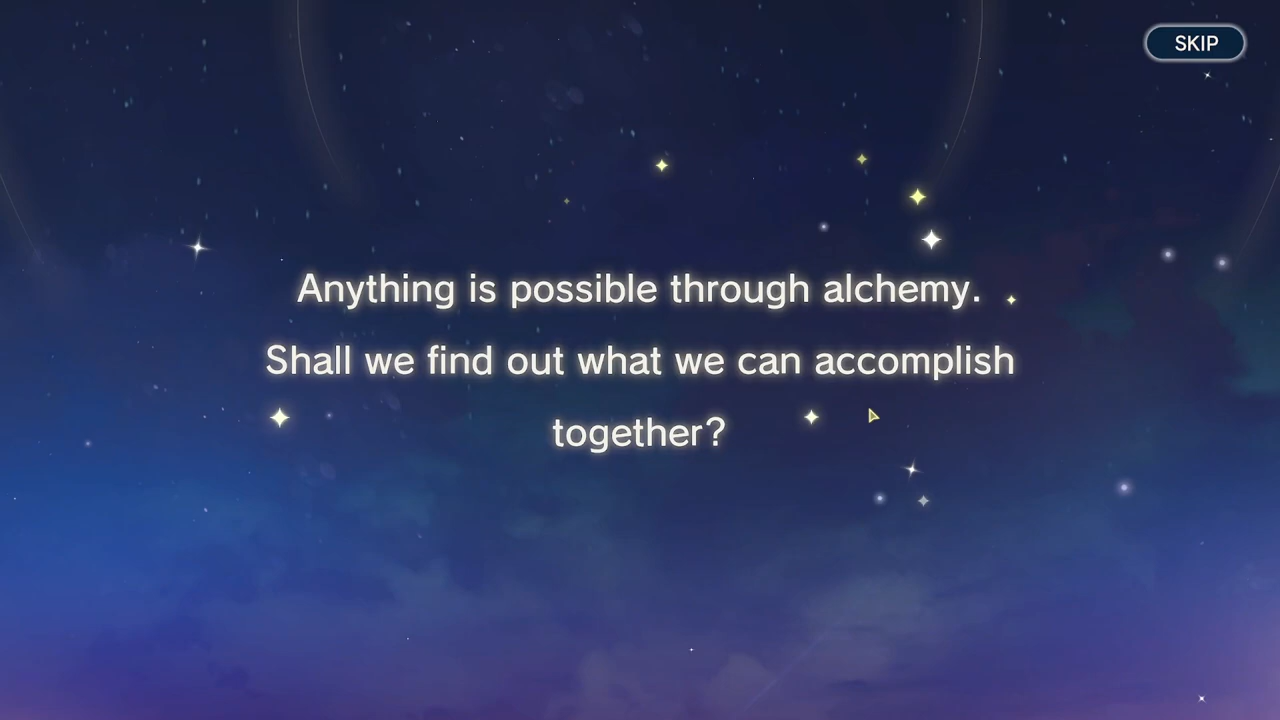 SKIP
Anything is possible through alchemy.
Shall we find out what we can accomplish
together?